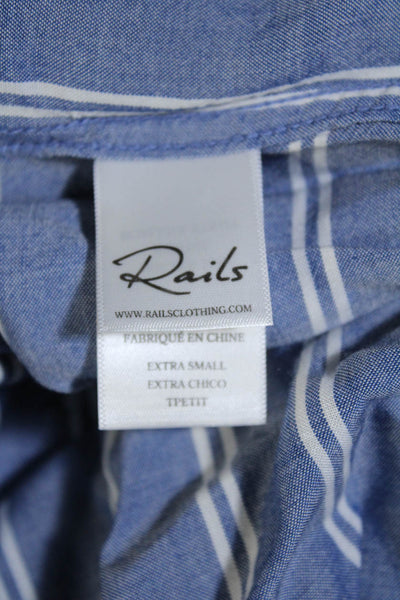 Rails
WWW.RAILSCLOTHING.COM
FABRIQUÉ EN CHINE
EXTRA SMALL
EXTRA CHICO
TPETIT